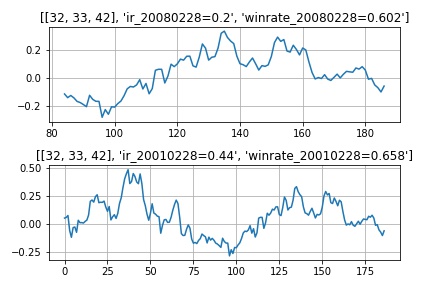 [[32, 33, 42], 'ir_20080228=0.2', 'winrate_20080228=0.602']
0.2
0.0
−0.2
80 100 120 140 160 180
[[32, 33, 42], 'ir_20010228=0.44', 'winrate_20010228=0.658']
0.50
0.25
0.00
−0.25
0 25 50 75 100 125 150 175